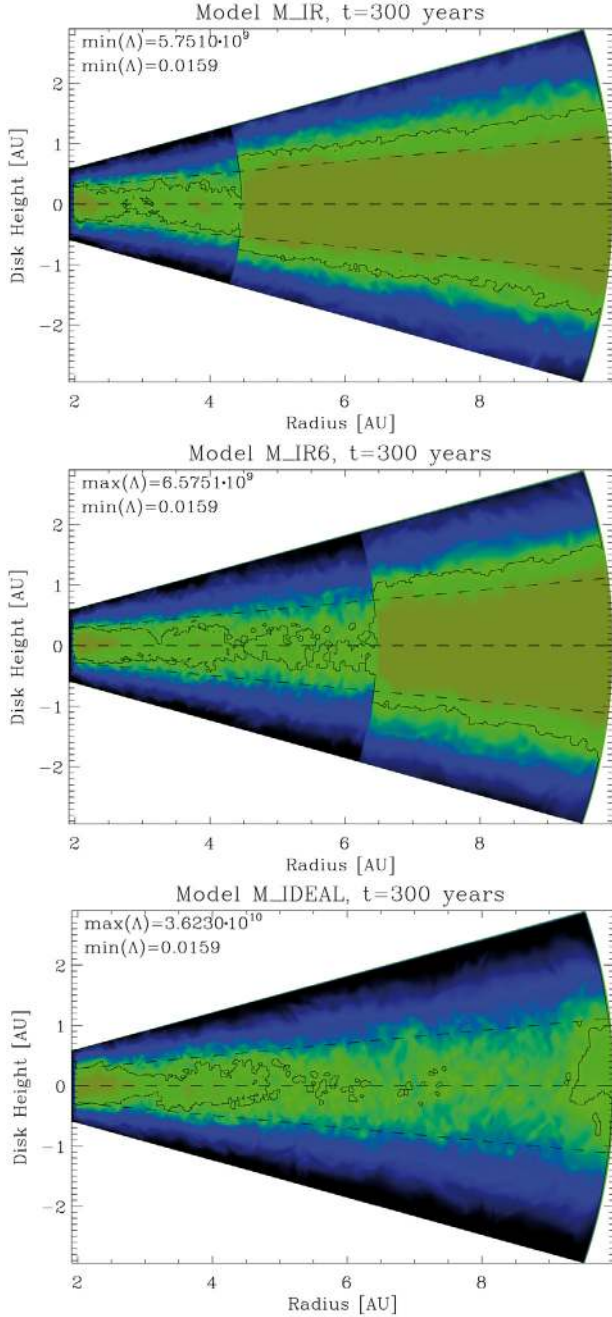 Model M_IR, t=300 years
min(Λ)=5.7510·10⁹
min(Λ)=0.0159
Disk Height [AU]
2
1
0
-1
-2
2 4 6 8
Radius [AU]
Model M_IR6, t=300 years
max(Λ)=6.5751·10⁹
min(Λ)=0.0159
Disk Height [AU]
2
1
0
-1
-2
2 4 6 8
Radius [AU]
Model M_IDEAL, t=300 years
max(Λ)=3.6230·10¹⁰
min(Λ)=0.0159
Disk Height [AU]
2
1
0
-1
-2
2 4 6 8
Radius [AU]